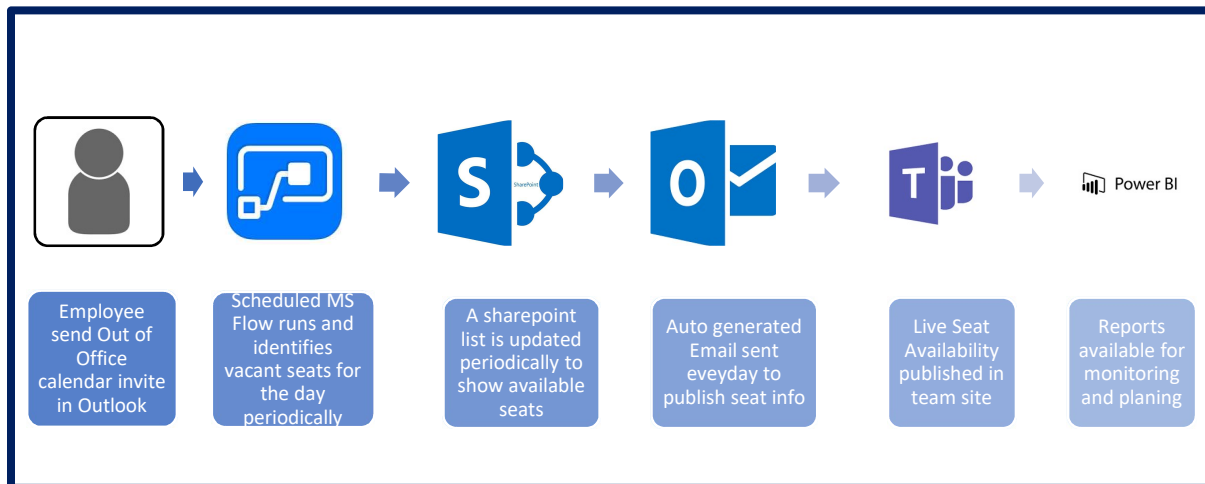 S
SharePoint
O
T
Power BI
Employee
send Out of
Office
calendar invite
in Outlook
Scheduled MS
Flow runs and
identifies
vacant seats for
the day
periodically
A sharepoint
list is updated
periodically to
show available
seats
Auto generated
Email sent
eveyday to
publish seat info
Live Seat
Availability
published in
team site
Reports
available for
monitoring
and planing